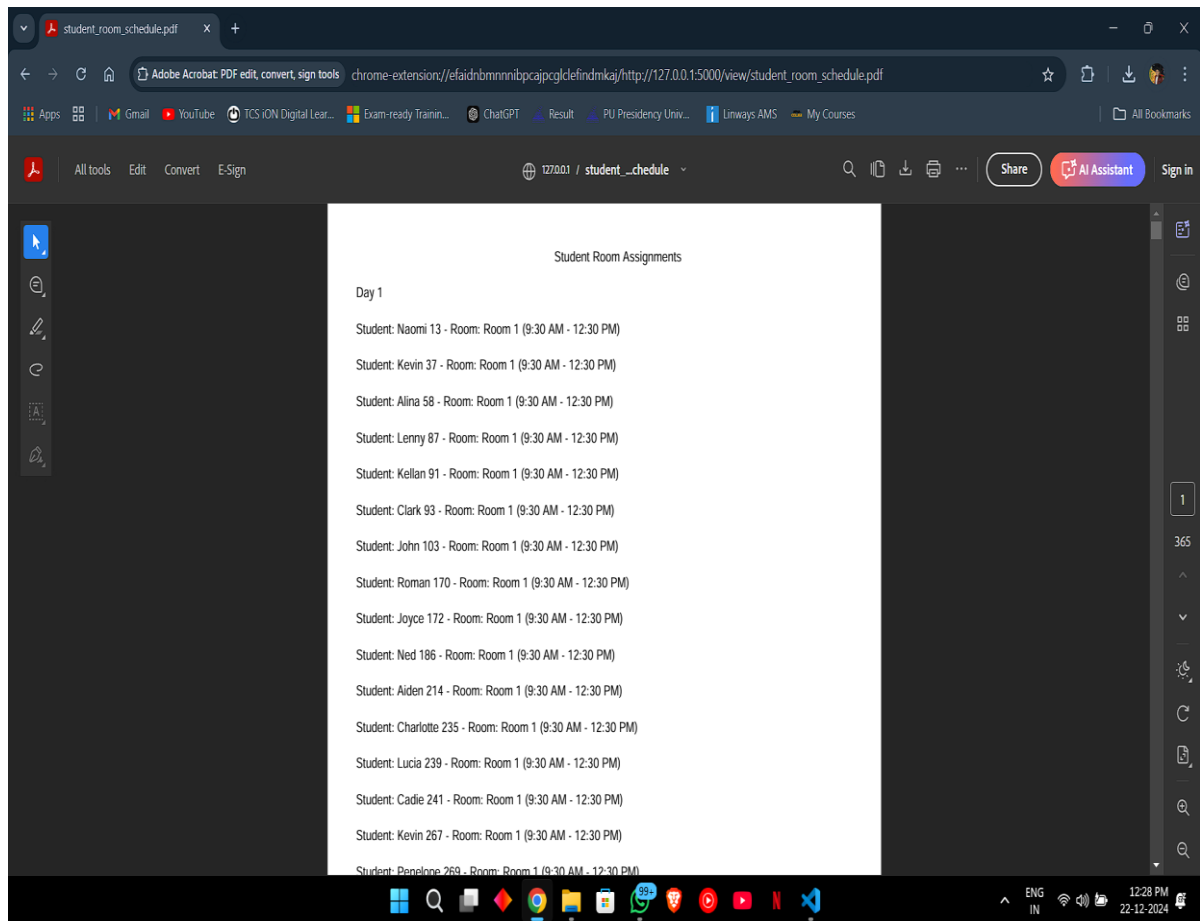 student_room_schedule.pdf
Adobe Acrobat: PDF edit, convert, sign tools
chrome-extension://efaidnbmnnnibpcajpcglclefindmkaj/http://127.0.0.1:5000/view/student_room_schedule.pdf
Apps Gmail YouTube TCS iON Digital Lear... Exam-ready Trainin... ChatGPT Result PU Presidency Univ... Linways AMS My Courses All Bookmarks
All tools Edit Convert E-Sign 127.0.0.1 / student_...chedule Share AI Assistant Sign in
Student Room Assignments
Day 1
Student: Naomi 13 - Room: Room 1 (9:30 AM - 12:30 PM)
Student: Kevin 37 - Room: Room 1 (9:30 AM - 12:30 PM)
Student: Alina 58 - Room: Room 1 (9:30 AM - 12:30 PM)
Student: Lenny 87 - Room: Room 1 (9:30 AM - 12:30 PM)
Student: Kellan 91 - Room: Room 1 (9:30 AM - 12:30 PM)
Student: Clark 93 - Room: Room 1 (9:30 AM - 12:30 PM)
Student: John 103 - Room: Room 1 (9:30 AM - 12:30 PM)
Student: Roman 170 - Room: Room 1 (9:30 AM - 12:30 PM)
Student: Joyce 172 - Room: Room 1 (9:30 AM - 12:30 PM)
Student: Ned 186 - Room: Room 1 (9:30 AM - 12:30 PM)
Student: Aiden 214 - Room: Room 1 (9:30 AM - 12:30 PM)
Student: Charlotte 235 - Room: Room 1 (9:30 AM - 12:30 PM)
Student: Lucia 239 - Room: Room 1 (9:30 AM - 12:30 PM)
Student: Cadie 241 - Room: Room 1 (9:30 AM - 12:30 PM)
Student: Kevin 267 - Room: Room 1 (9:30 AM - 12:30 PM)
Student: Penelope 269 - Room: Room 1 (9:30 AM - 12:30 PM)
1
365
99+
ENG
IN
12:28 PM
22-12-2024